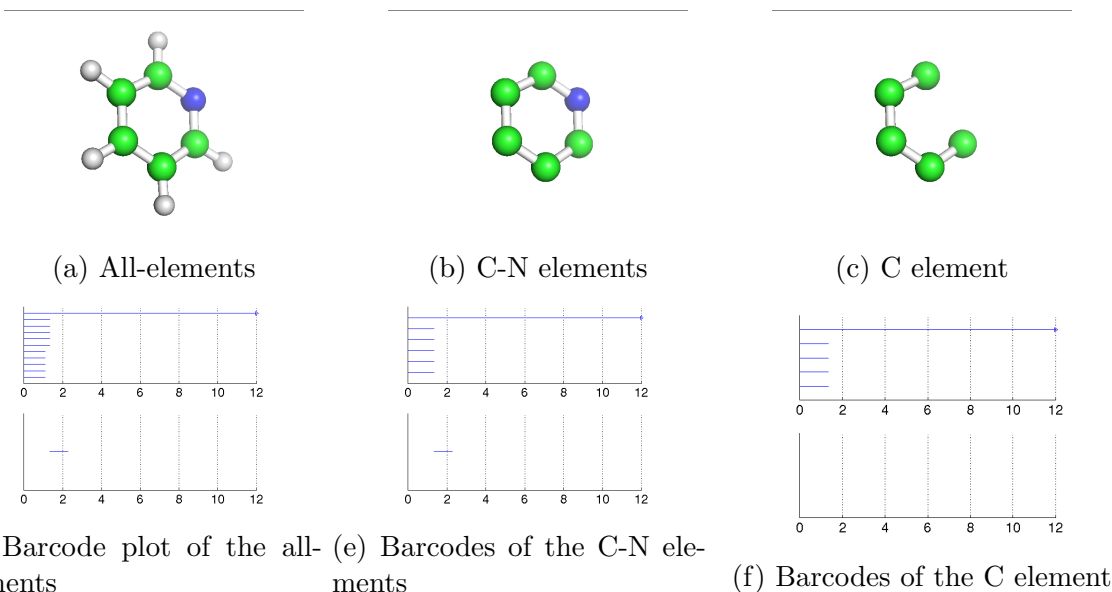 (a) All-elements
(b) C-N elements
(c) C element
0 2 4 6 8 10 12
0 2 4 6 8 10 12
0 2 4 6 8 10 12
0 2 4 6 8 10 12
0 2 4 6 8 10 12
0 2 4 6 8 10 12
Barcode plot of the all-
ments
(e) Barcodes of the C-N ele-
ments
(f) Barcodes of the C element